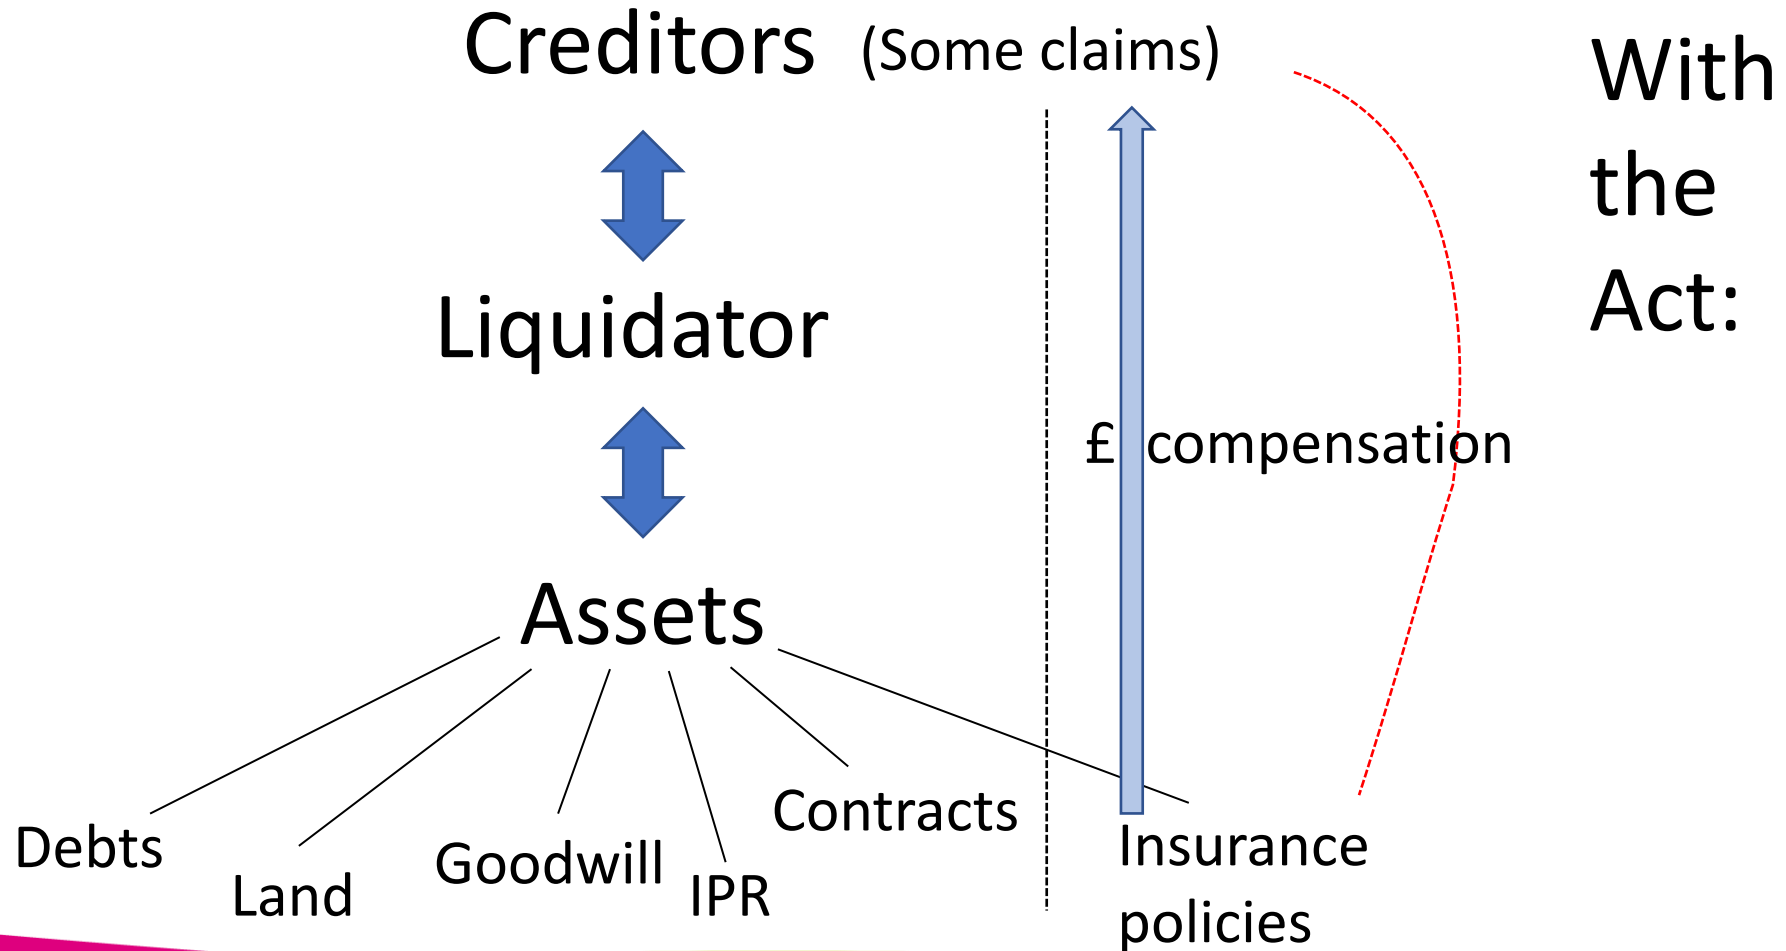 Creditors (Some claims)
With
the
Act:
Liquidator
£ compensation
Assets
Debts
Land
Goodwill
IPR
Contracts
Insurance
policies